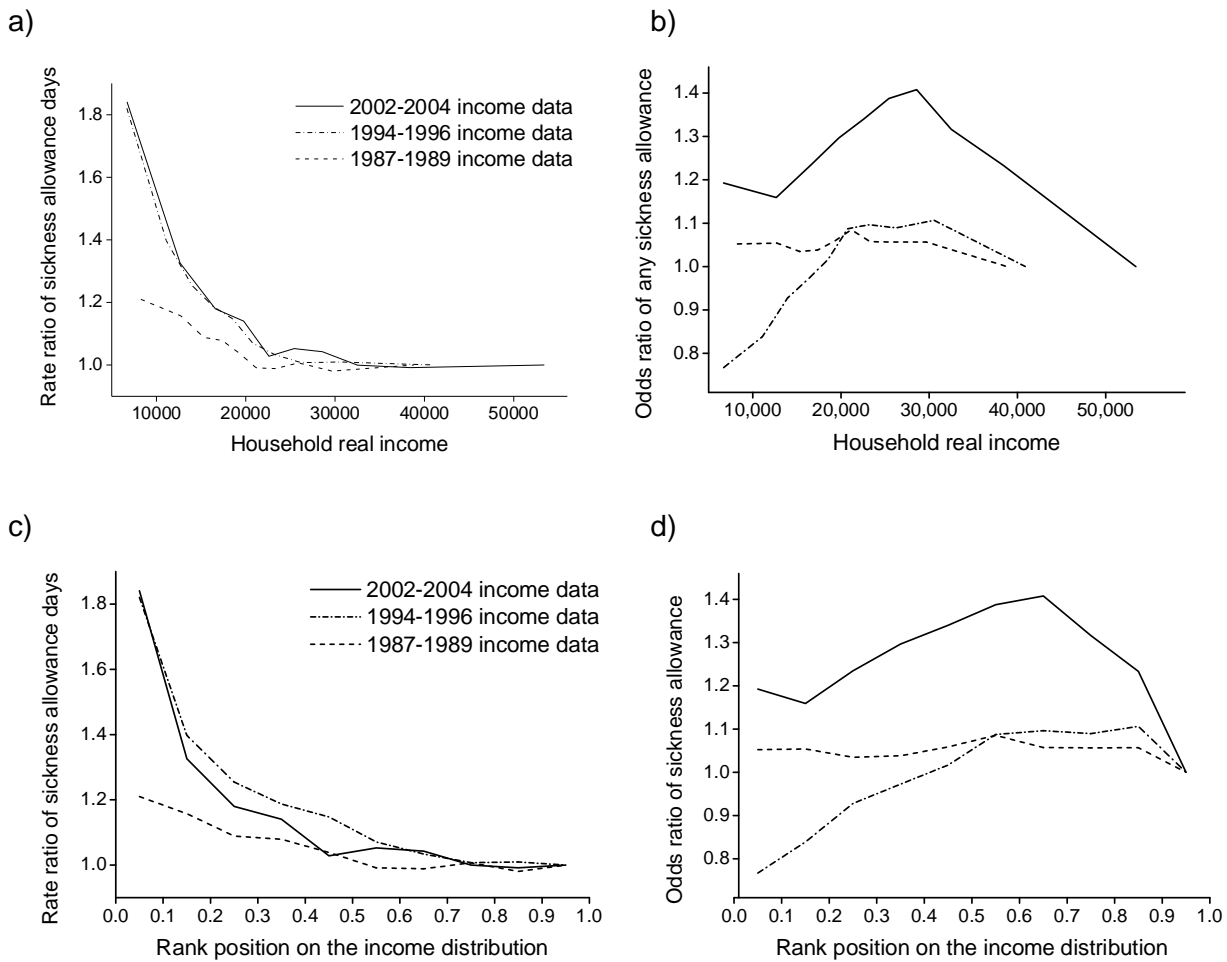 a)
Rate ratio of sickness allowance days
1.8
1.6
1.4
1.2
1.0
2002-2004 income data
1994-1996 income data
1987-1989 income data
10000 20000 30000 40000 50000
Household real income
b)
Odds ratio of any sickness allowance
1.4
1.3
1.2
1.1
1.0
0.9
0.8
10,000 20,000 30,000 40,000 50,000
Household real income
c)
Rate ratio of sickness allowance days
1.8
1.6
1.4
1.2
1.0
2002-2004 income data
1994-1996 income data
1987-1989 income data
0.0 0.1 0.2 0.3 0.4 0.5 0.6 0.7 0.8 0.9 1.0
Rank position on the income distribution
d)
Odds ratio of sickness allowance
1.4
1.3
1.2
1.1
1.0
0.9
0.8
0.0 0.1 0.2 0.3 0.4 0.5 0.6 0.7 0.8 0.9 1.0
Rank position on the income distribution